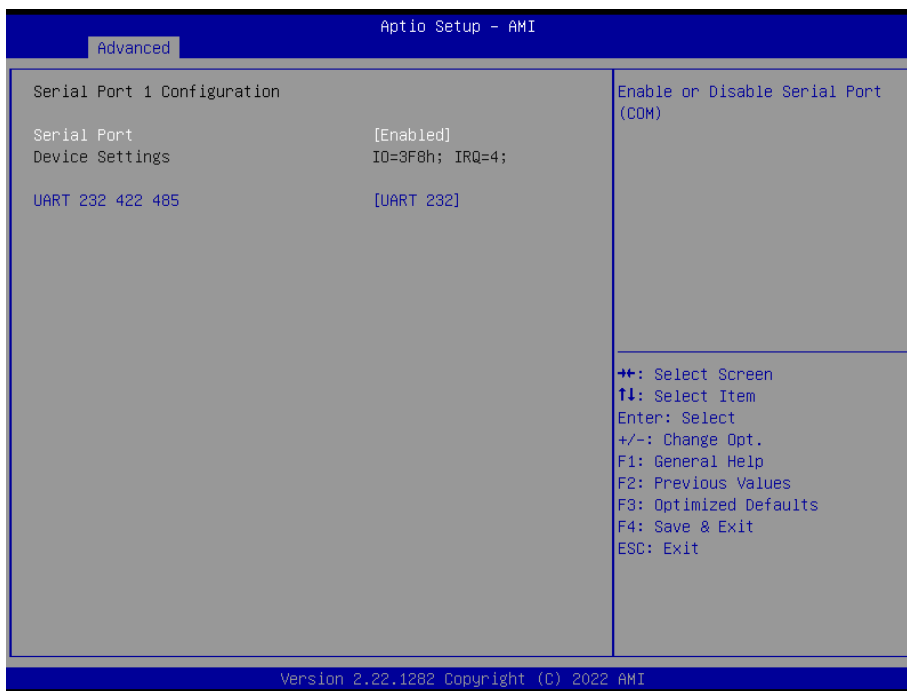 Aptio Setup - AMI
Advanced
Serial Port 1 Configuration
Serial Port [Enabled]
Device Settings IO=3F8h; IRQ=4;
UART 232 422 485 [UART 232]
Enable or Disable Serial Port
(COM)
→←: Select Screen
↑↓: Select Item
Enter: Select
+/-: Change Opt.
F1: General Help
F2: Previous Values
F3: Optimized Defaults
F4: Save & Exit
ESC: Exit
Version 2.22.1282 Copyright (C) 2022 AMI